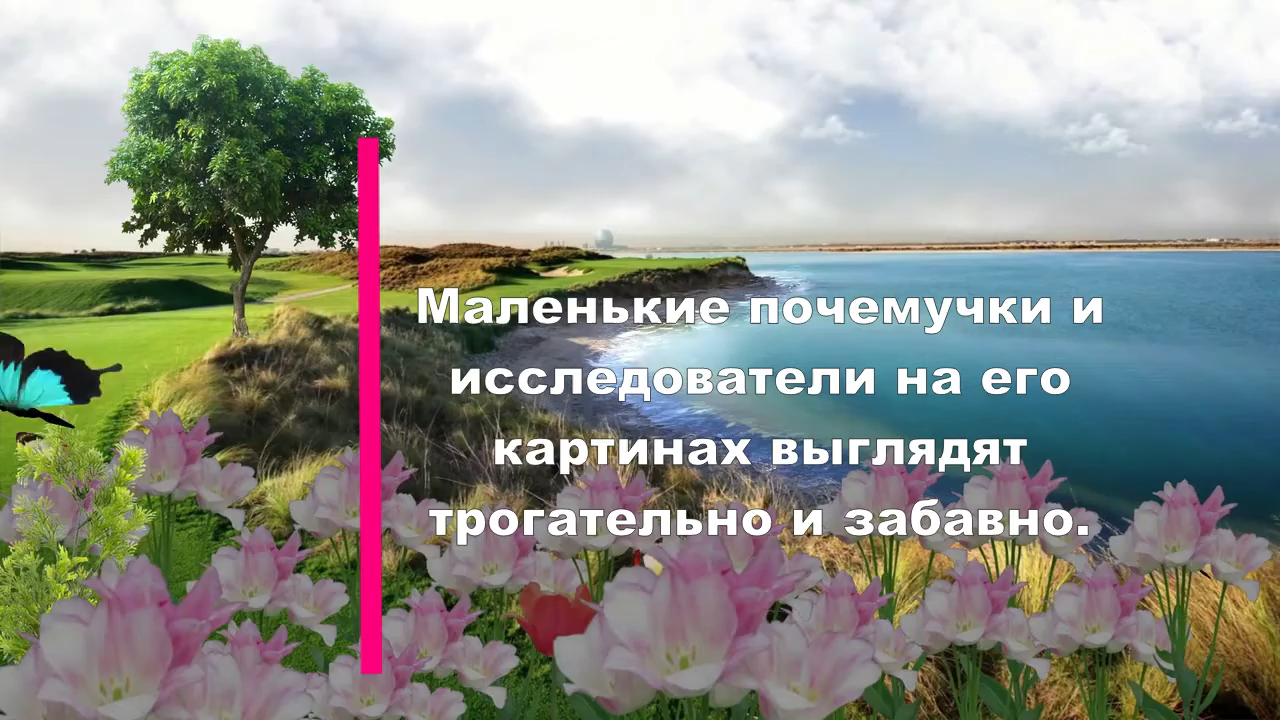 Маленькие почемучки и
исследователи на его
картинах выглядят
трогательно и забавно.